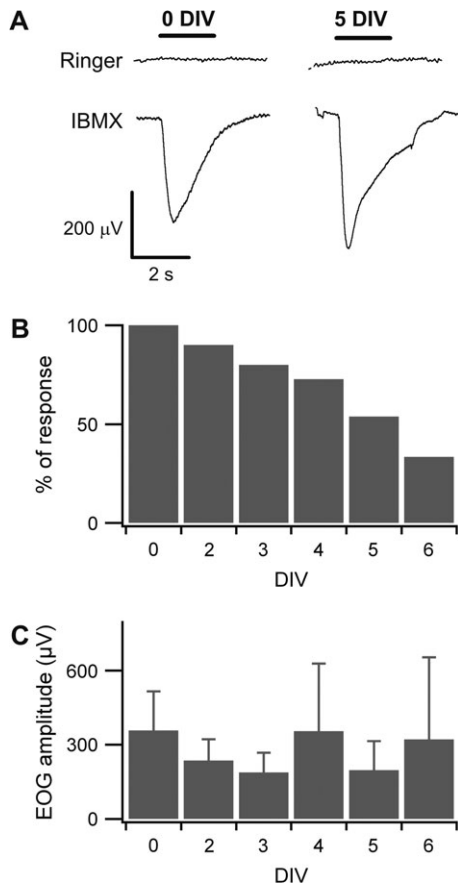 A
0 DIV 5 DIV
Ringer
IBMX
200 μV
2 s
B
% of response
100
50
0
0 2 3 4 5 6
DIV
C
EOG amplitude (μV)
600
300
0
0 2 3 4 5 6
DIV